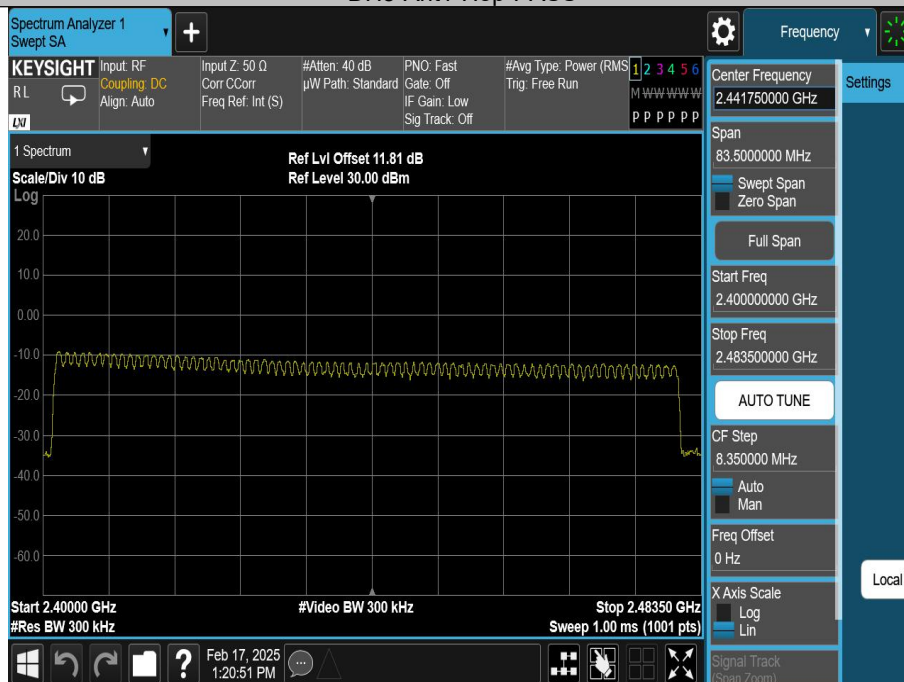 Spectrum Analyzer 1
Swept SA
Frequency
KEYSIGHT
RL
LXI
Input: RF
Coupling: DC
Align: Auto
Input Z: 50 Ω
Corr CCorr
Freq Ref: Int (S)
#Atten: 40 dB
µW Path: Standard
PNO: Fast
Gate: Off
IF Gain: Low
Sig Track: Off
#Avg Type: Power (RMS
Trig: Free Run
1 2 3 4 5 6
M W W W W W
P P P P P P
Center Frequency
2.441750000 GHz
Settings
Span
83.5000000 MHz
Swept Span
Zero Span
Full Span
Start Freq
2.400000000 GHz
Stop Freq
2.483500000 GHz
AUTO TUNE
CF Step
8.350000 MHz
Auto
Man
Freq Offset
0 Hz
X Axis Scale
Log
Lin
Signal Track
(Span Zoom)
Local
1 Spectrum
Scale/Div 10 dB
Ref Lvl Offset 11.81 dB
Ref Level 30.00 dBm
Log
20.0
10.0
0.00
-10.0
-20.0
-30.0
-40.0
-50.0
-60.0
Start 2.40000 GHz
#Video BW 300 kHz
Stop 2.48350 GHz
#Res BW 300 kHz
Sweep 1.00 ms (1001 pts)
?
Feb 17, 2025
1:20:51 PM